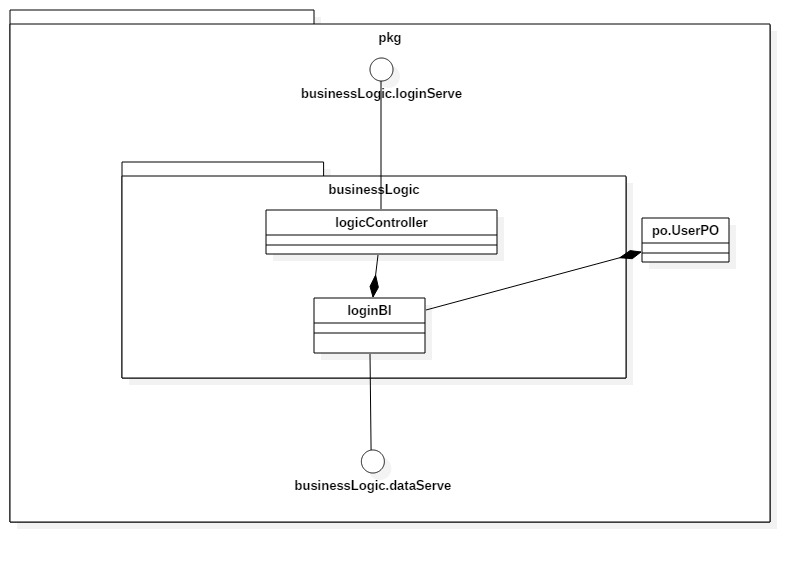 pkg
businessLogic.loginServe
businessLogic
logicController
po.UserPO
loginBl
businessLogic.dataServe